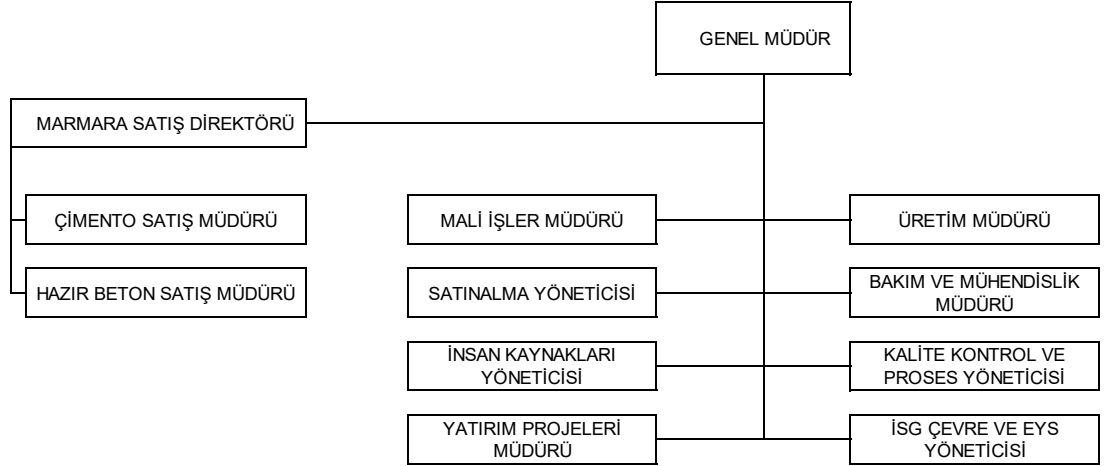 GENEL MÜDÜR
MARMARA SATIŞ DİREKTÖRÜ
ÇİMENTO SATIŞ MÜDÜRÜ
MALİ İŞLER MÜDÜRÜ
ÜRETİM MÜDÜRÜ
HAZIR BETON SATIŞ MÜDÜRÜ
SATINALMA YÖNETİCİSİ
BAKIM VE MÜHENDİSLİK
MÜDÜRÜ
İNSAN KAYNAKLARI
YÖNETİCİSİ
KALİTE KONTROL VE
PROSES YÖNETİCİSİ
YATIRIM PROJELERİ
MÜDÜRÜ
İSG ÇEVRE VE EYS
YÖNETİCİSİ